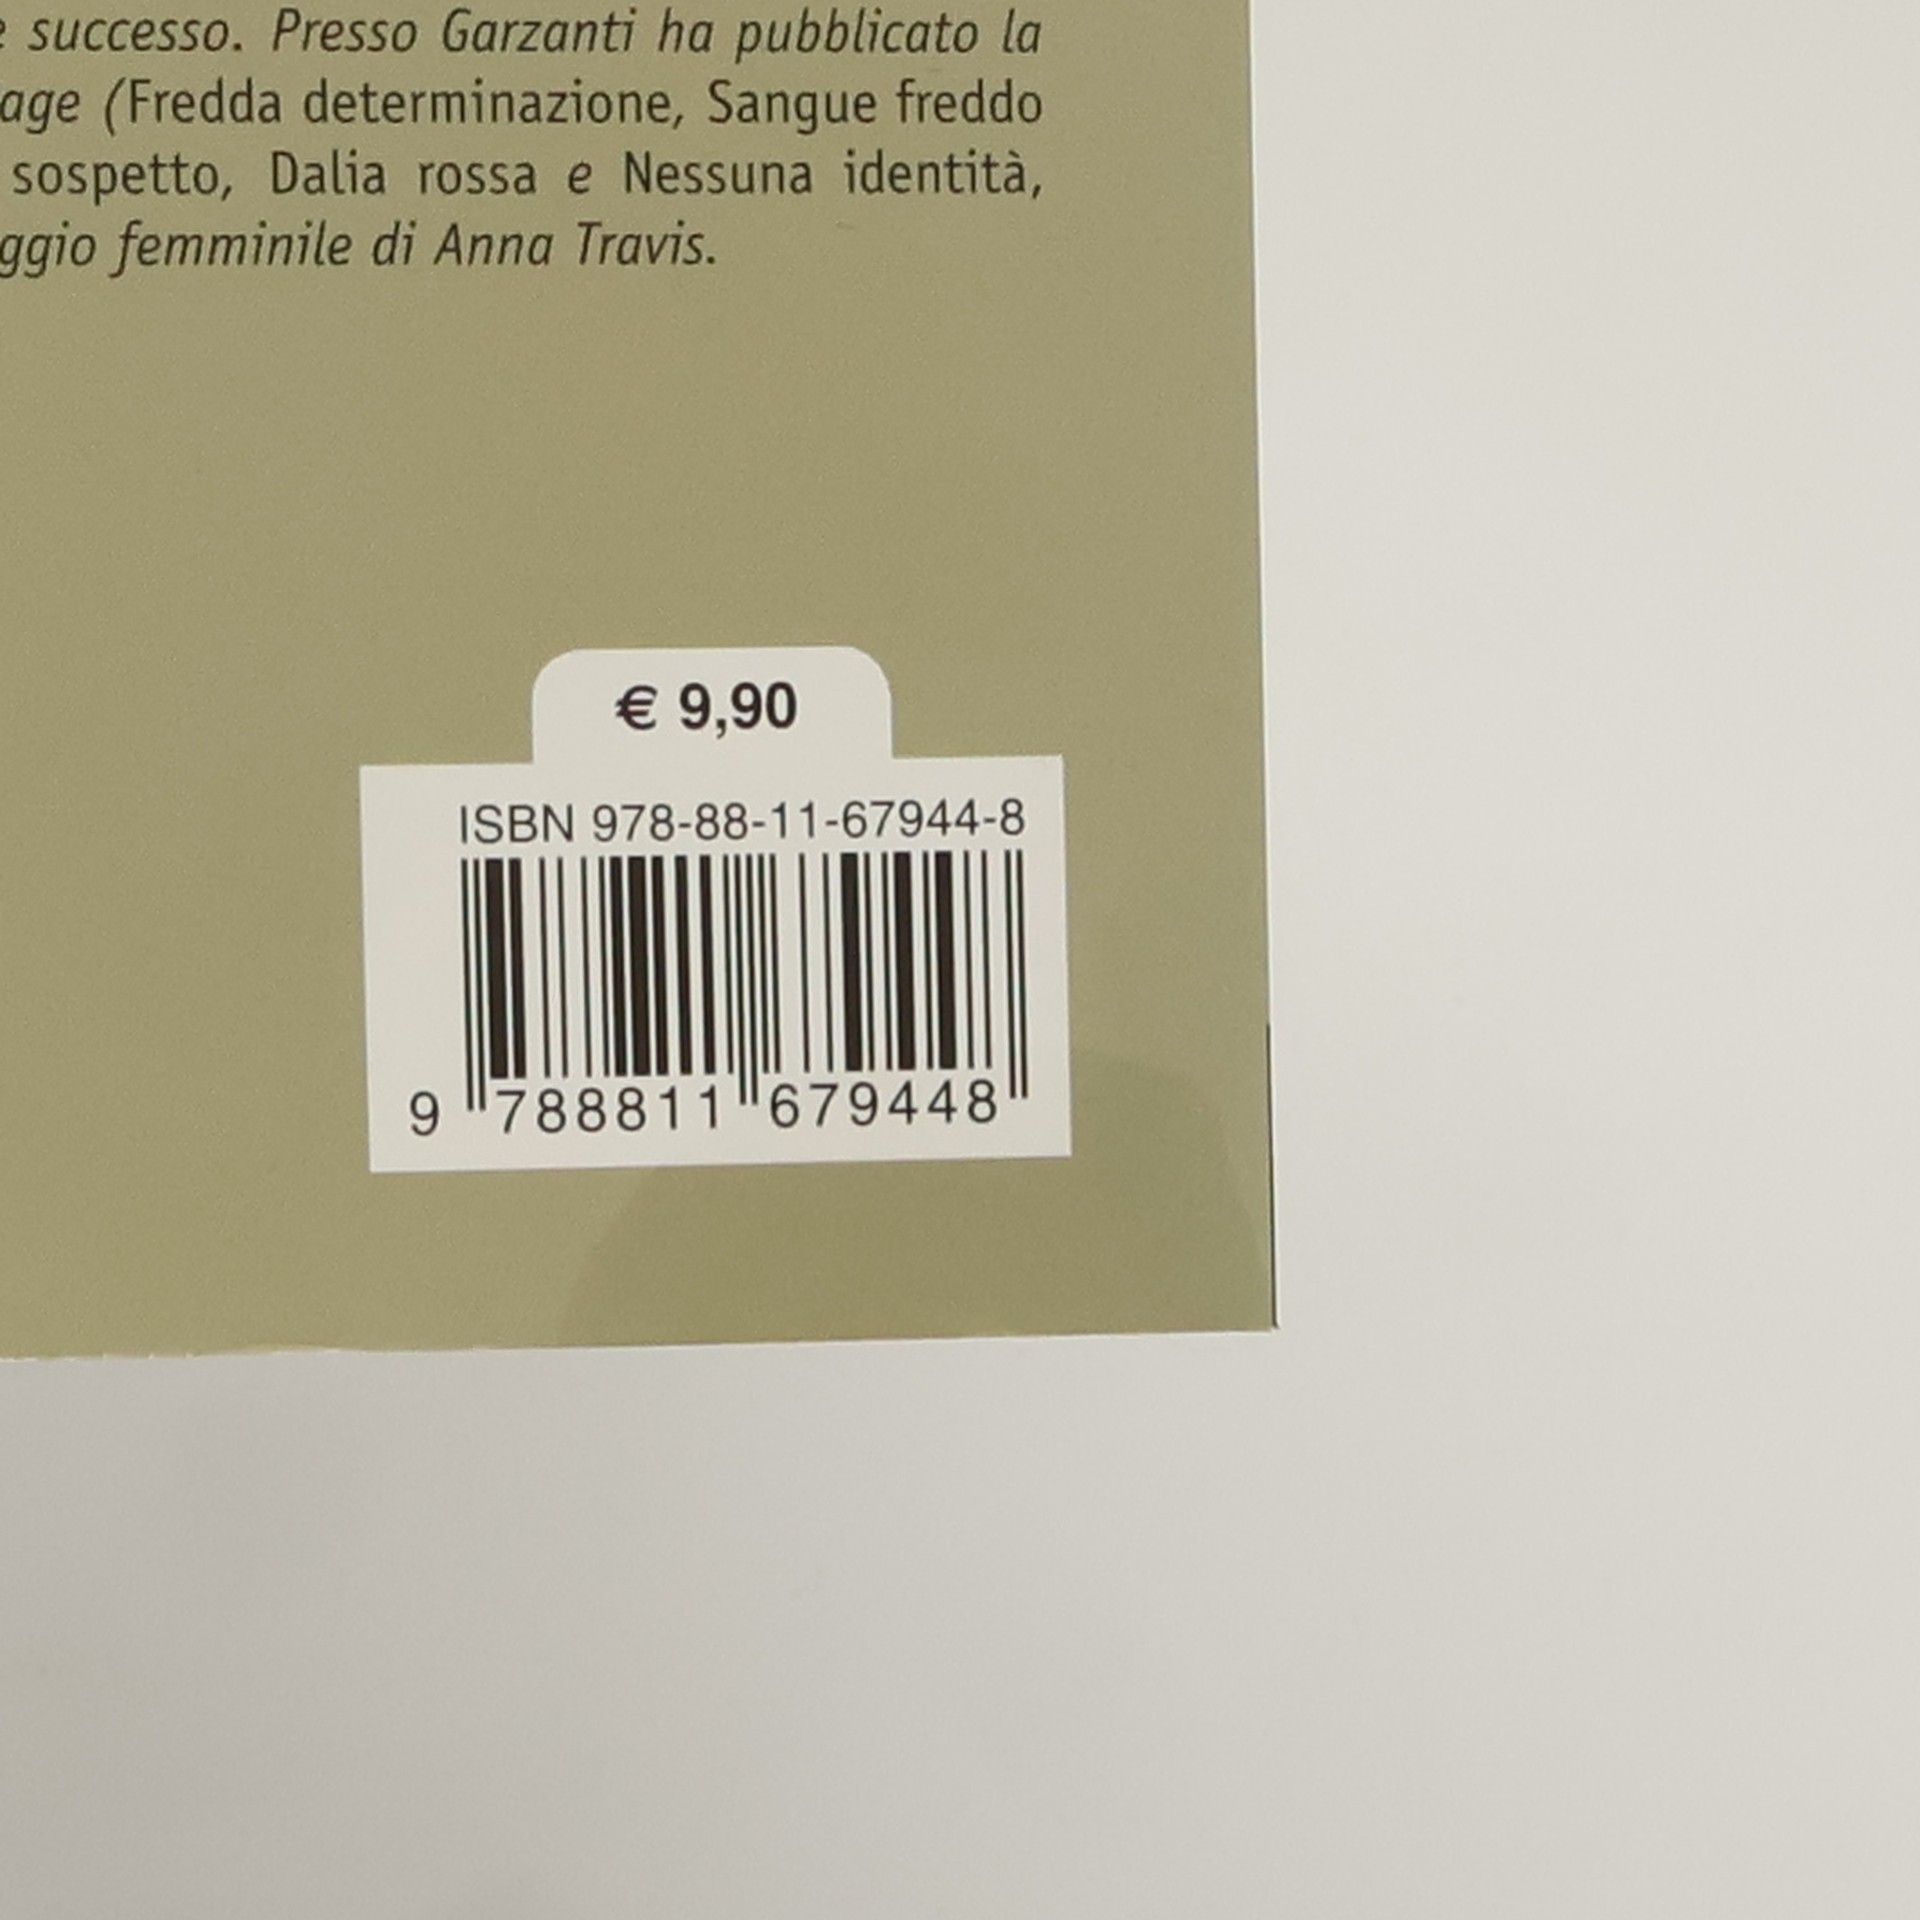 successo. Presso Garzanti ha pubblicato la
age (Fredda determinazione, Sangue freddo
sospetto, Dalia rossa e Nessuna identità,
ggio femminile di Anna Travis.
€ 9,90
ISBN 978-88-11-67944-8
9 788811 679448